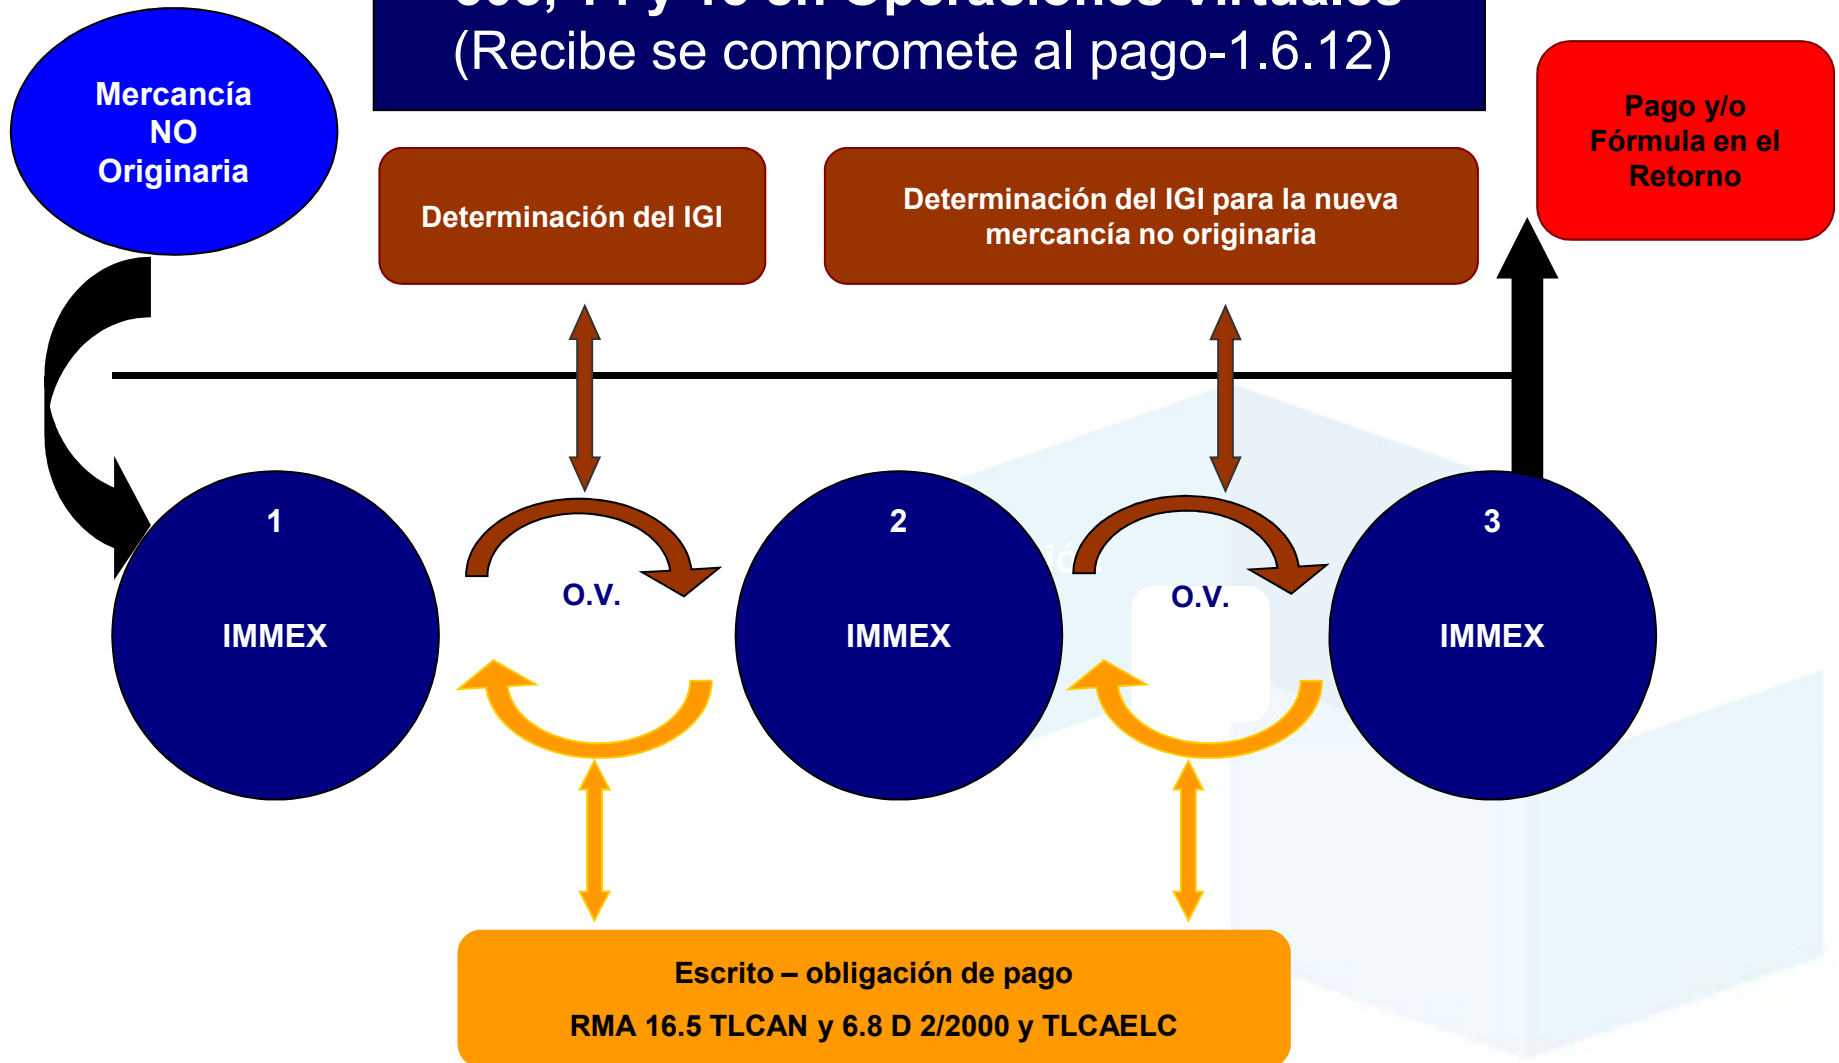 (Recibe se compromete al pago-1.6.12)
Mercancía
NO
Originaria
Pago y/o
Fórmula en el
Retorno
Determinación del IGI
Determinación del IGI para la nueva
mercancía no originaria
1
IMMEX
O.V.
2
IMMEX
O.V.
3
IMMEX
Escrito – obligación de pago
RMA 16.5 TLCAN y 6.8 D 2/2000 y TLCAELC